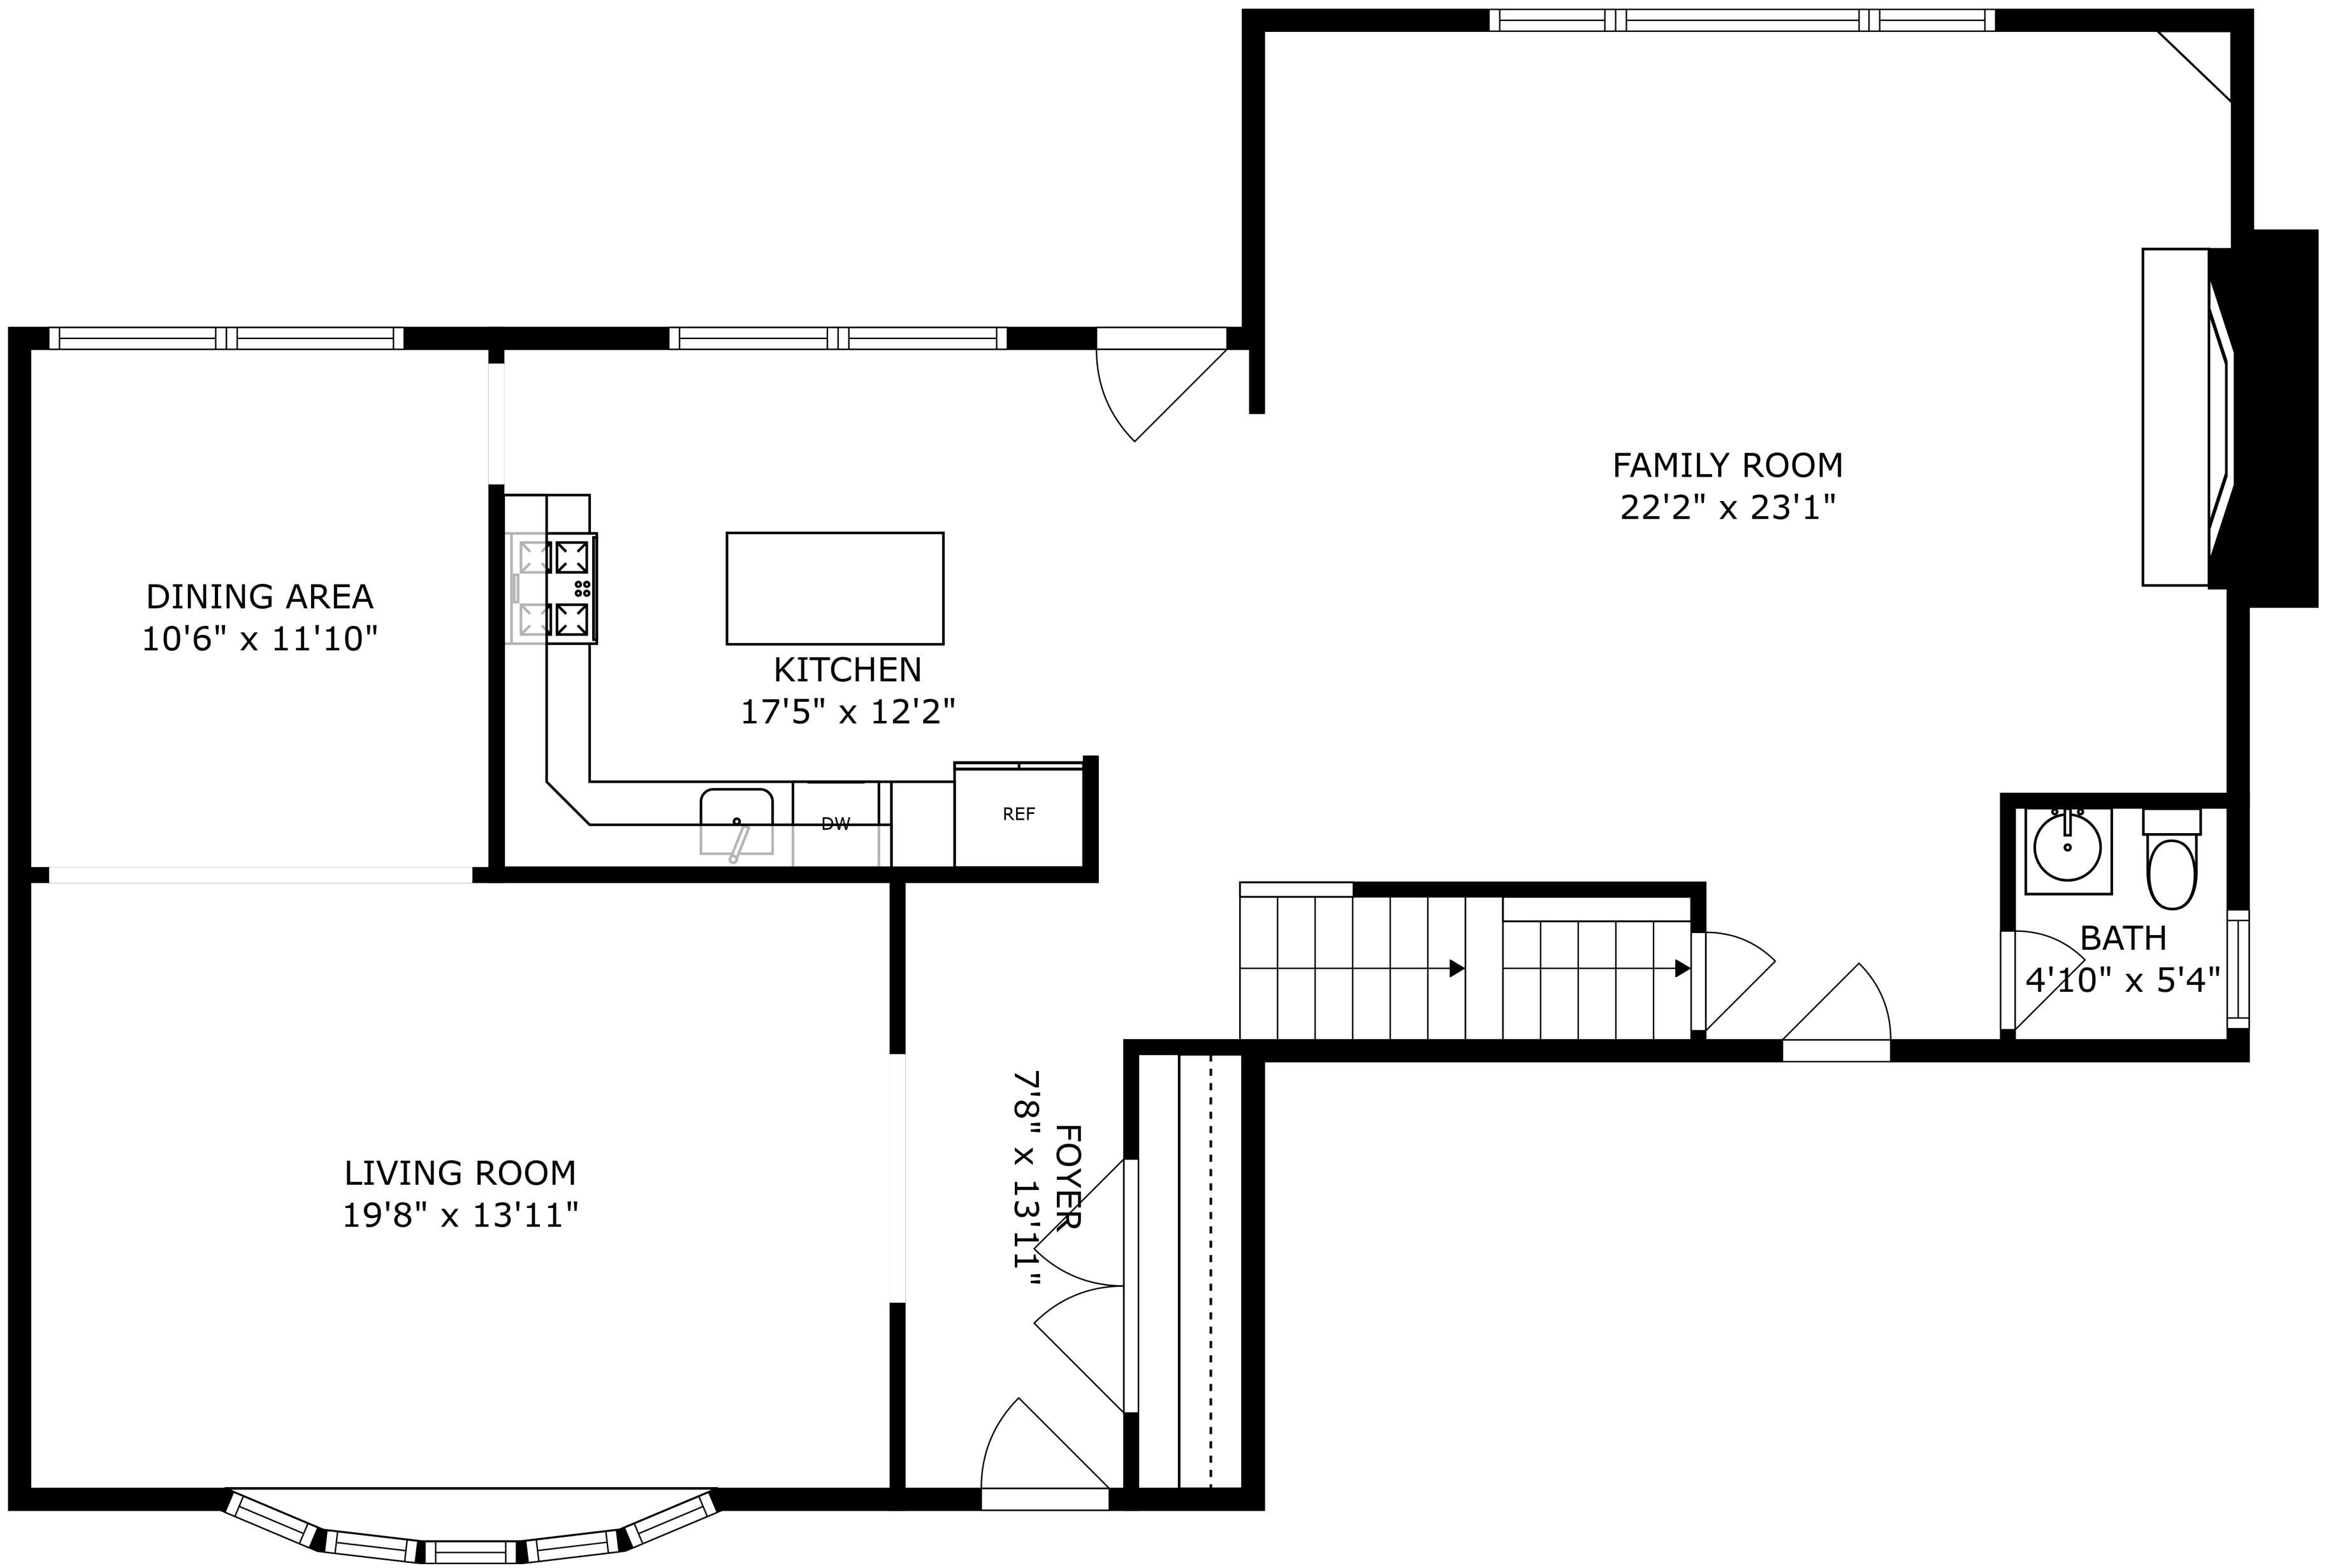 FAMILY ROOM
22'2" x 23'1"
DINING AREA
10'6" x 11'10"
KITCHEN
17'5" x 12'2"
DW
REF
BATH
4'10" x 5'4"
LIVING ROOM
19'8" x 13'11"
FOYER
7'8" x 13'11"